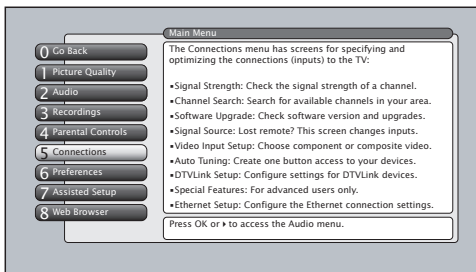 Main Menu
0 Go Back
1 Picture Quality
2 Audio
3 Recordings
4 Parental Controls
5 Connections
6 Preferences
7 Assisted Setup
8 Web Browser
The Connections menu has screens for specifying and
optimizing the connections (inputs) to the TV:
▪Signal Strength: Check the signal strength of a channel.
▪Channel Search: Search for available channels in your area.
▪Software Upgrade: Check software version and upgrades.
▪Signal Source: Lost remote? This screen changes inputs.
▪Video Input Setup: Choose component or composite video.
▪Auto Tuning: Create one button access to your devices.
▪DTVLink Setup: Configure settings for DTVLink devices.
▪Special Features: For advanced users only.
▪Ethernet Setup: Configure the Ethernet connection settings.
Press OK or ▸ to access the Audio menu.